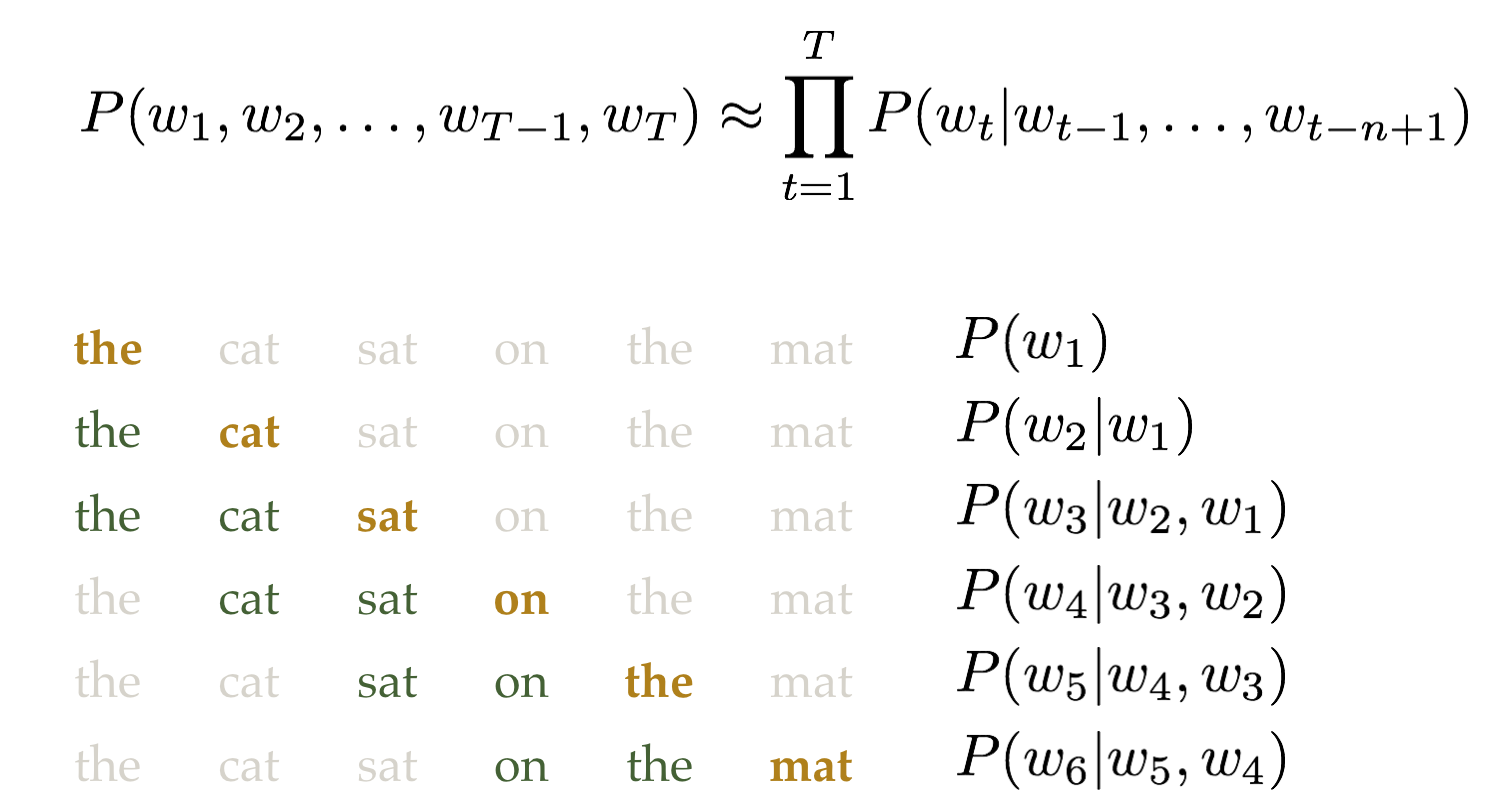 P(w_1, w_2, ..., w_{T-1}, w_T) ≈ ∏_{t=1}^{T} P(w_t|w_{t-1}, ..., w_{t-n+1})
the cat sat on the mat P(w_1)
the cat sat on the mat P(w_2|w_1)
the cat sat on the mat P(w_3|w_2, w_1)
the cat sat on the mat P(w_4|w_3, w_2)
the cat sat on the mat P(w_5|w_4, w_3)
the cat sat on the mat P(w_6|w_5, w_4)